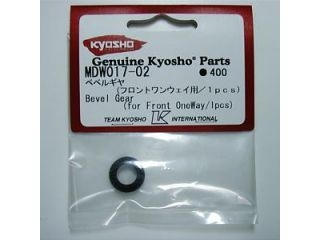 KYOSHO
Genuine Kyosho® Parts
MDW017-02 ●400
ベベルギヤ
(フロントワンウェイ用/1pcs)
Bevel Gear
(for Front OneWay/1pcs)
TEAM KYOSHO K INTERNATIONAL